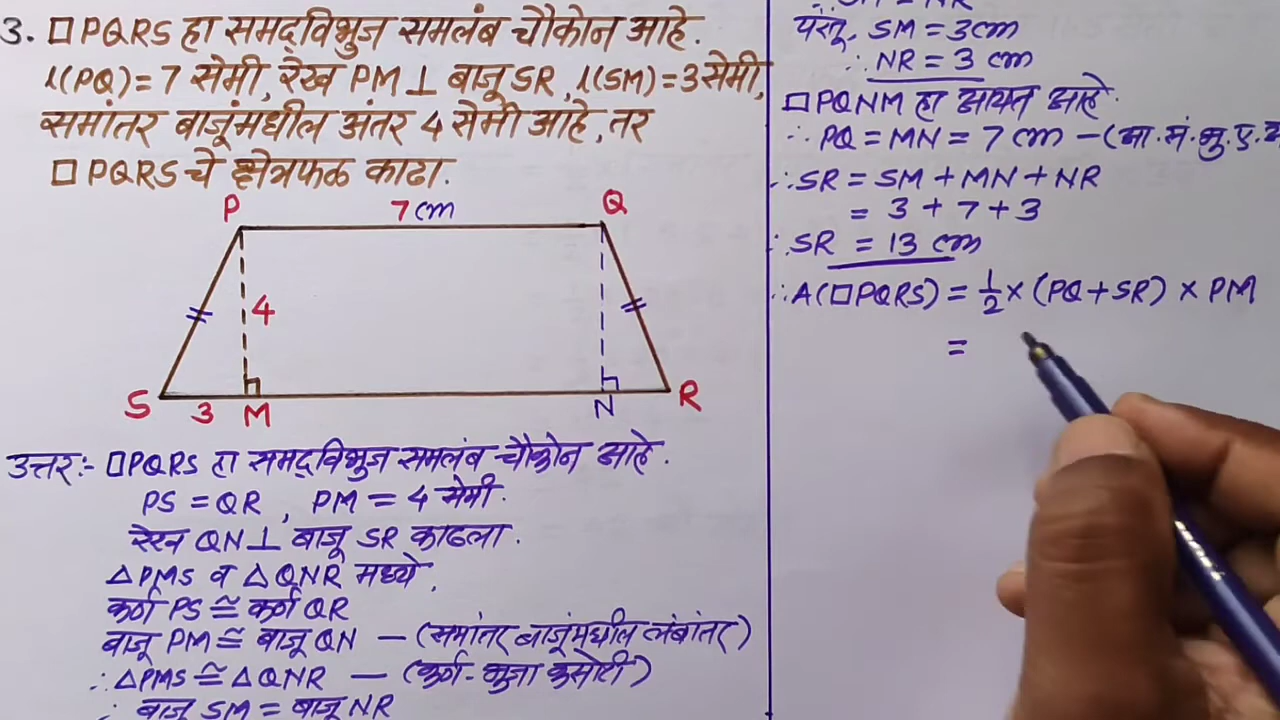 3. □PQRS हा समद्विभुज समलंब चौकोन आहे.
l(PQ) = 7 सेमी, रेख PM ⊥ बाजू SR, l(SM) = 3 सेमी,
समांतर बाजूंमधील अंतर 4 सेमी आहे, तर
□PQRS चे क्षेत्रफळ काढा.
P 7 cm Q
4
S 3 M N R
उत्तर:- □PQRS हा समद्विभुज समलंब चौकोन आहे.
PS = QR, PM = 4 सेमी.
रेख QN ⊥ बाजू SR काढला.
△PMS व △QNR मध्ये,
कर्ण PS ≅ कर्ण QR
बाजू PM ≅ बाजू QN — (समांतर बाजूंमधील लंबांतर)
∴ △PMS ≅ △QNR — (कर्ण-भुजा कसोटी)
∴ बाजू SM = बाजू NR
परंतु, SM = 3 cm
∴ NR = 3 cm
□PQNM हा आयत आहे.
∴ PQ = MN = 7 cm — (आ. सं. भु. ए.
∴ SR = SM + MN + NR
= 3 + 7 + 3
∴ SR = 13 cm
∴ A(□PQRS) = 1/2 × (PQ + SR) × PM
=